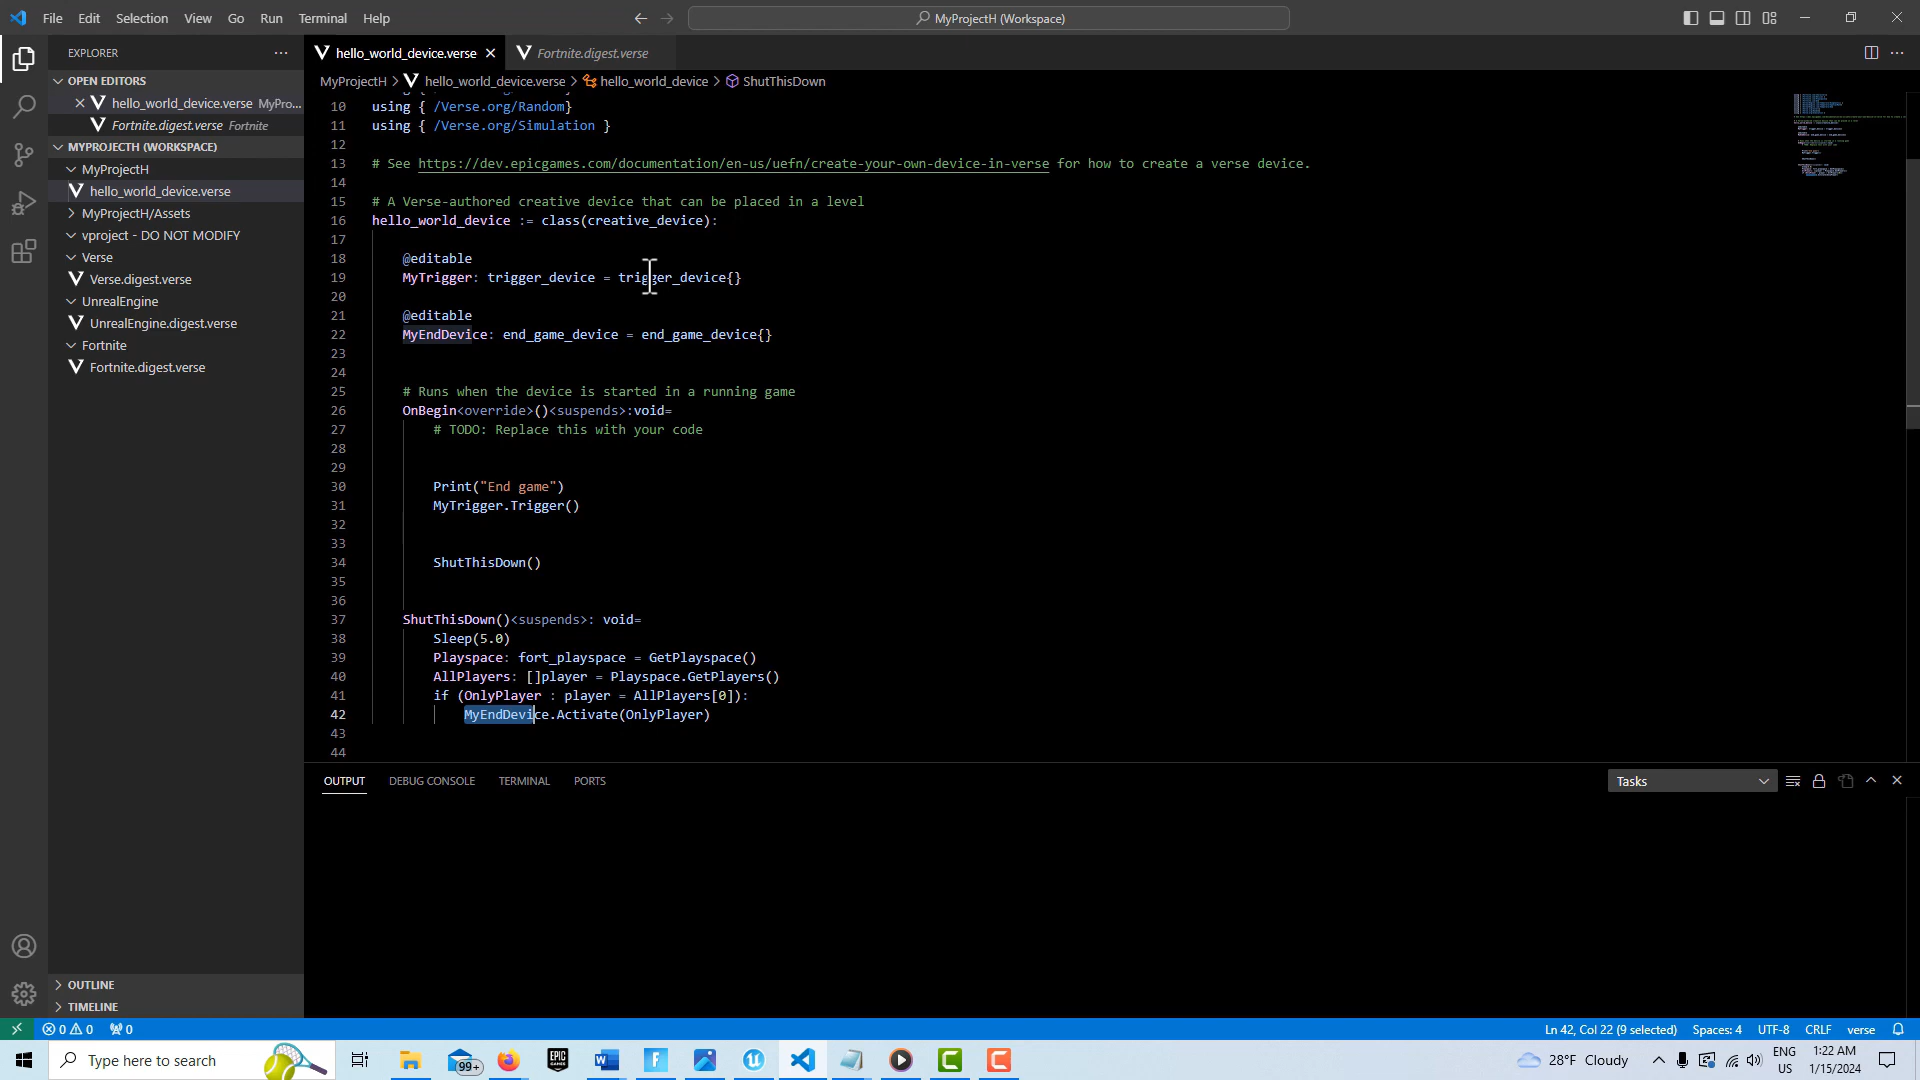 File Edit Selection View Go Run Terminal Help
MyProjectH (Workspace)
EXPLORER
hello_world_device.verse
Fortnite.digest.verse
OPEN EDITORS
hello_world_device.verse MyPro...
Fortnite.digest.verse Fortnite
MYPROJECTH (WORKSPACE)
MyProjectH
hello_world_device.verse
MyProjectH/Assets
vproject - DO NOT MODIFY
Verse
Verse.digest.verse
UnrealEngine
UnrealEngine.digest.verse
Fortnite
Fortnite.digest.verse
OUTLINE
TIMELINE
MyProjectH > hello_world_device.verse > hello_world_device > ShutThisDown
10 using { /Verse.org/Random}
11 using { /Verse.org/Simulation }
12
13 # See https://dev.epicgames.com/documentation/en-us/uefn/create-your-own-device-in-verse for how to create a verse device.
14
15 # A Verse-authored creative device that can be placed in a level
16 hello_world_device := class(creative_device):
17
18 @editable
19 MyTrigger: trigger_device = trigger_device{}
20
21 @editable
22 MyEndDevice: end_game_device = end_game_device{}
23
24
25 # Runs when the device is started in a running game
26 OnBegin<override>()<suspends>:void=
27 # TODO: Replace this with your code
28
29
30 Print("End game")
31 MyTrigger.Trigger()
32
33
34 ShutThisDown()
35
36
37 ShutThisDown()<suspends>: void=
38 Sleep(5.0)
39 Playspace: fort_playspace = GetPlayspace()
40 AllPlayers: []player = Playspace.GetPlayers()
41 if (OnlyPlayer : player = AllPlayers[0]):
42 MyEndDevice.Activate(OnlyPlayer)
43
44
OUTPUT DEBUG CONSOLE TERMINAL PORTS
Tasks
0 0 0
Ln 42, Col 22 (9 selected) Spaces: 4 UTF-8 CRLF verse
Type here to search
99+
28°F Cloudy
ENG
US
1:22 AM
1/15/2024